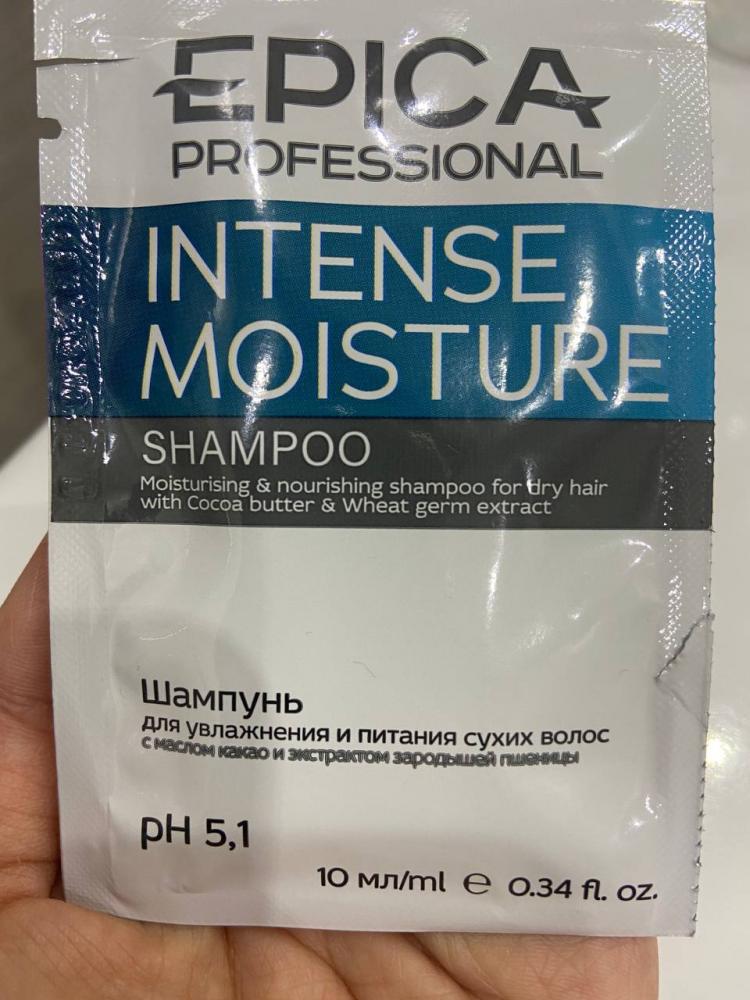 EPICA
PROFESSIONAL
INTENSE
MOISTURE
SHAMPOO
Moisturising & nourishing shampoo for dry hair
with Cocoa butter & Wheat germ extract
Шампунь
для увлажнения и питания сухих волос
с маслом какао и экстрактом зародышей пшеницы
pH 5,1
10 мл/ml ℮ 0.34 fl. oz.